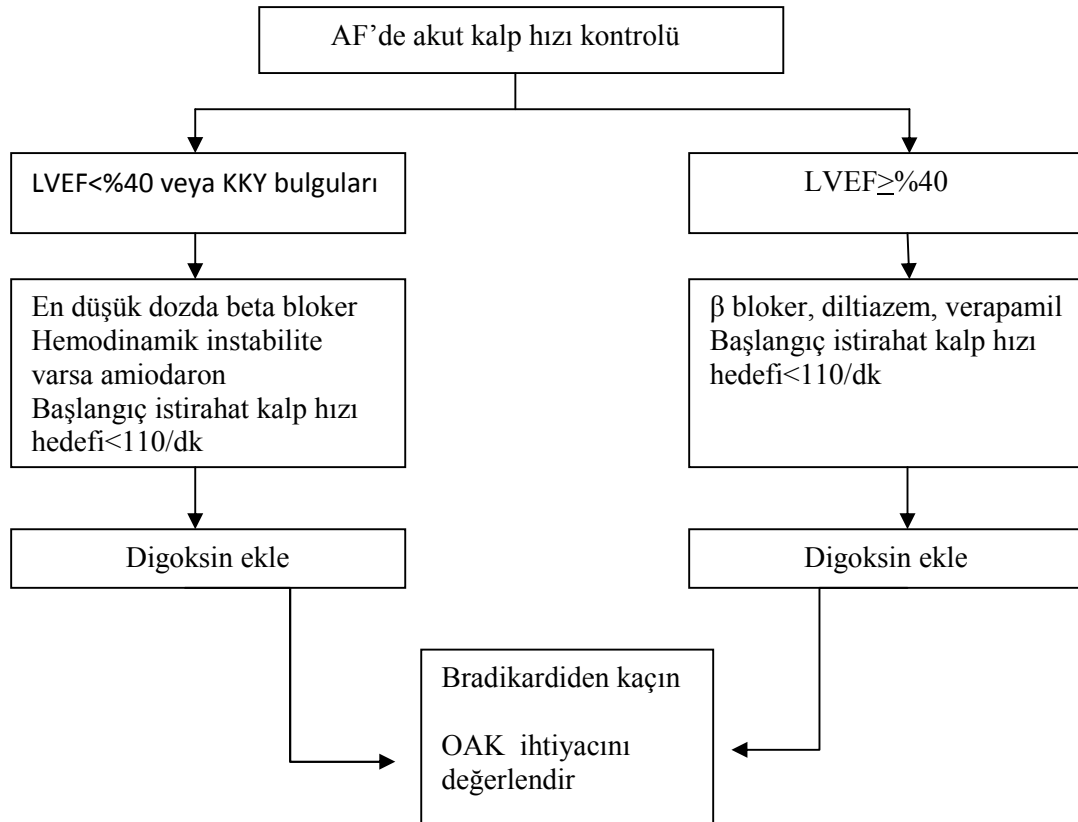 AF’de akut kalp hızı kontrolü
LVEF<%40 veya KKY bulguları
LVEF≥%40
En düşük dozda beta bloker
Hemodinamik instabilite
varsa amiodaron
Başlangıç istirahat kalp hızı
hedefi<110/dk
β bloker, diltiazem, verapamil
Başlangıç istirahat kalp hızı
hedefi<110/dk
Digoksin ekle
Digoksin ekle
Bradikardiden kaçın
OAK ihtiyacını
değerlendir